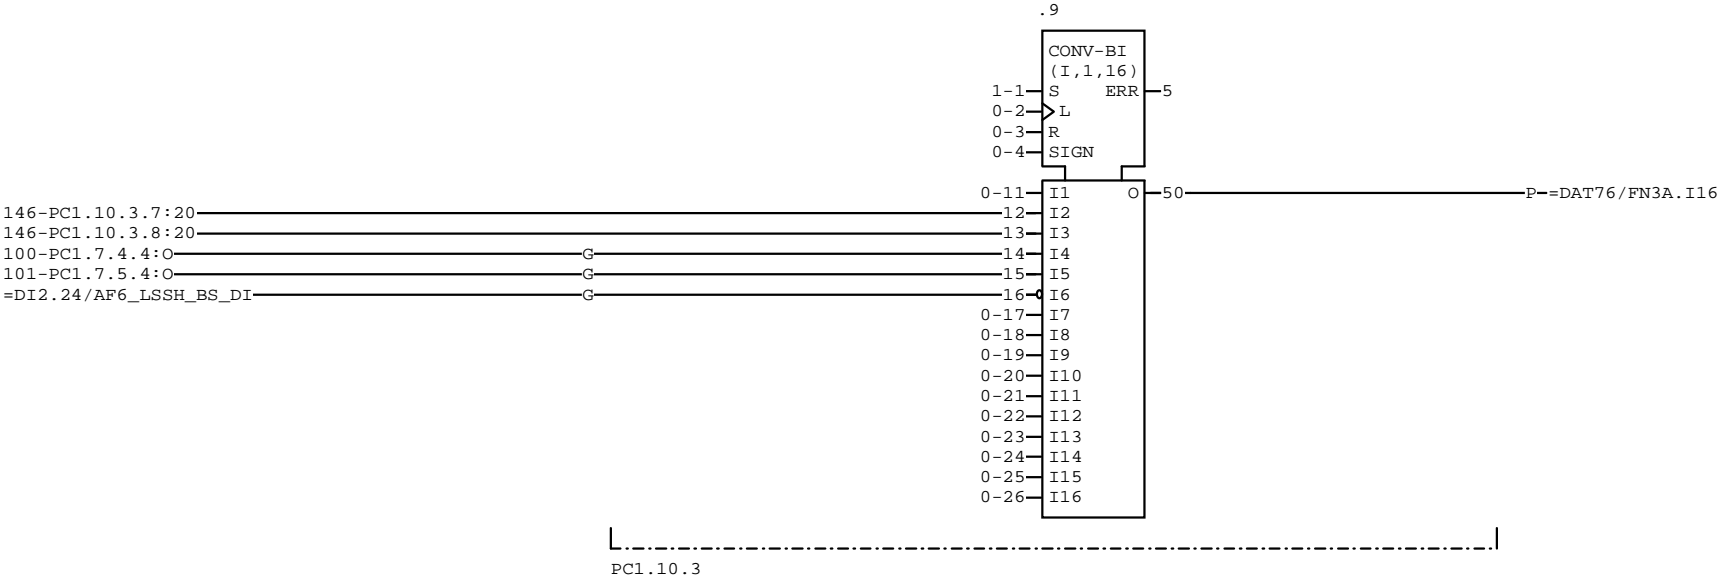 .9
CONV-BI
(I,1,16)
1-1 S ERR 5
0-2 L
0-3 R
0-4 SIGN
0-11 I1 O 50 P-=DAT76/FN3A.I16
146-PC1.10.3.7:20 12 I2
146-PC1.10.3.8:20 13 I3
100-PC1.7.4.4:O G 14 I4
101-PC1.7.5.4:O G 15 I5
=DI2.24/AF6_LSSH_BS_DI G 16 I6
0-17 I7
0-18 I8
0-19 I9
0-20 I10
0-21 I11
0-22 I12
0-23 I13
0-24 I14
0-25 I15
0-26 I16
PC1.10.3